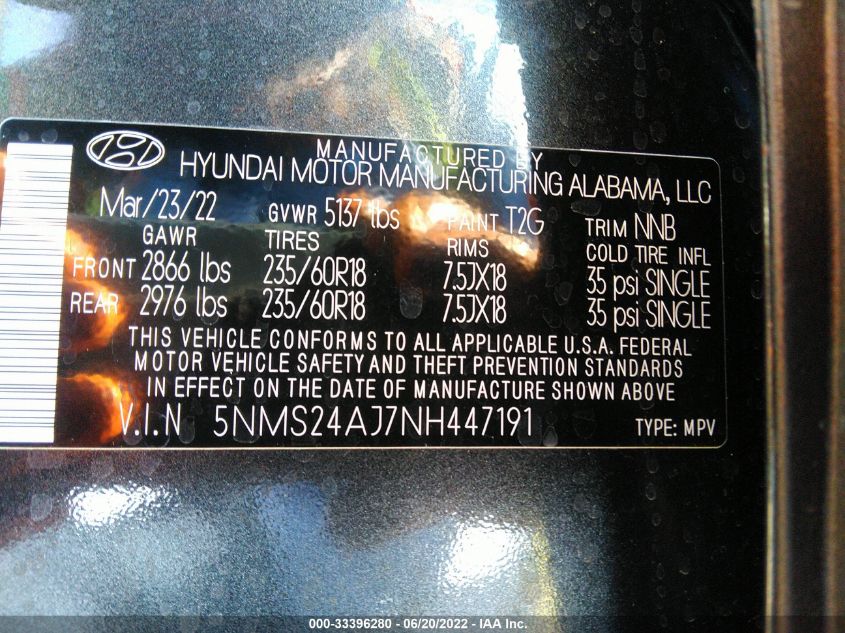 MANUFACTURED BY
HYUNDAI MOTOR MANUFACTURING ALABAMA, LLC
Mar/23/22 GVWR 5137 lbs PAINT T2G TRIM NNB
GAWR TIRES RIMS COLD TIRE INFL
FRONT 2866 lbs 235/60R18 7.5JX18 35 psi SINGLE
REAR 2976 lbs 235/60R18 7.5JX18 35 psi SINGLE
THIS VEHICLE CONFORMS TO ALL APPLICABLE U.S.A. FEDERAL
MOTOR VEHICLE SAFETY AND THEFT PREVENTION STANDARDS
IN EFFECT ON THE DATE OF MANUFACTURE SHOWN ABOVE
V.I.N 5NMS24AJ7NH447191 TYPE: MPV
000-33396280 - 06/20/2022 - IAA Inc.